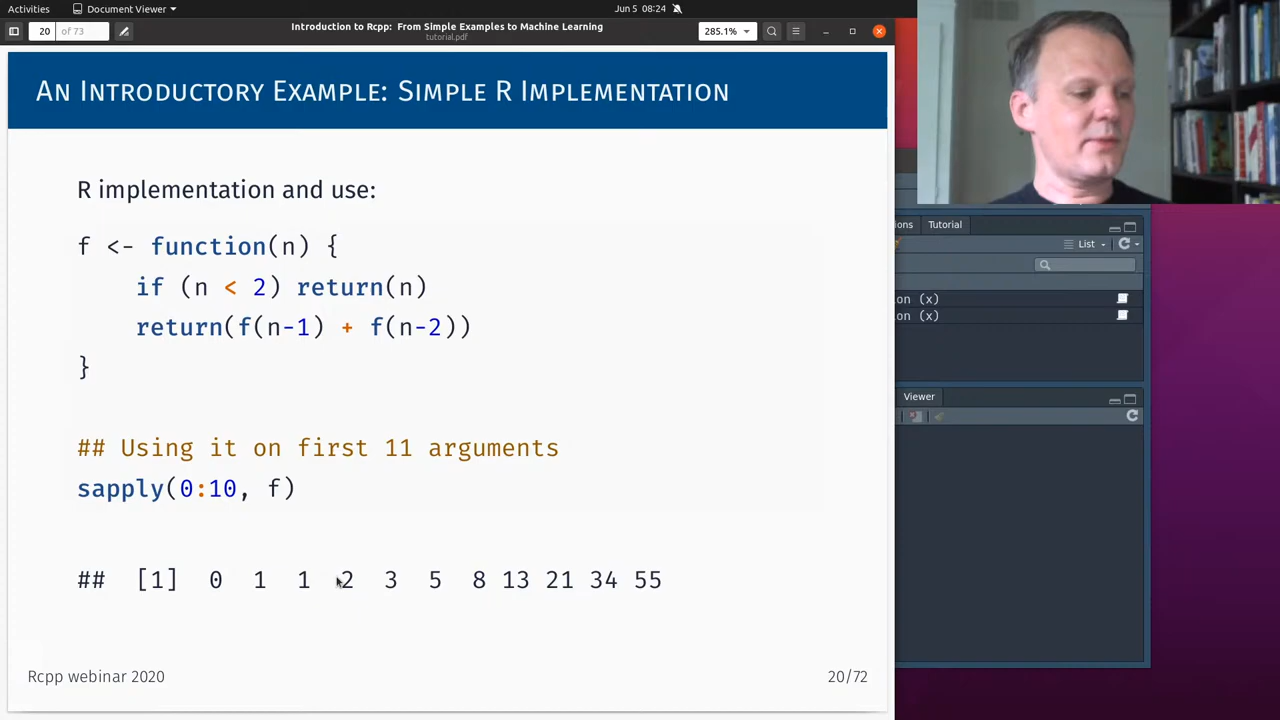 Activities
Document Viewer
Jun 5 08:24
20 of 73
Introduction to Rcpp: From Simple Examples to Machine Learning
tutorial.pdf
285.1%
An Introductory Example: Simple R Implementation
R implementation and use:
f <- function(n) {
    if (n < 2) return(n)
    return(f(n-1) + f(n-2))
}
## Using it on first 11 arguments
sapply(0:10, f)
##  [1]  0  1  1  2  3  5  8 13 21 34 55
Rcpp webinar 2020
20/72
ions
Tutorial
List
ion (x)
ion (x)
Viewer